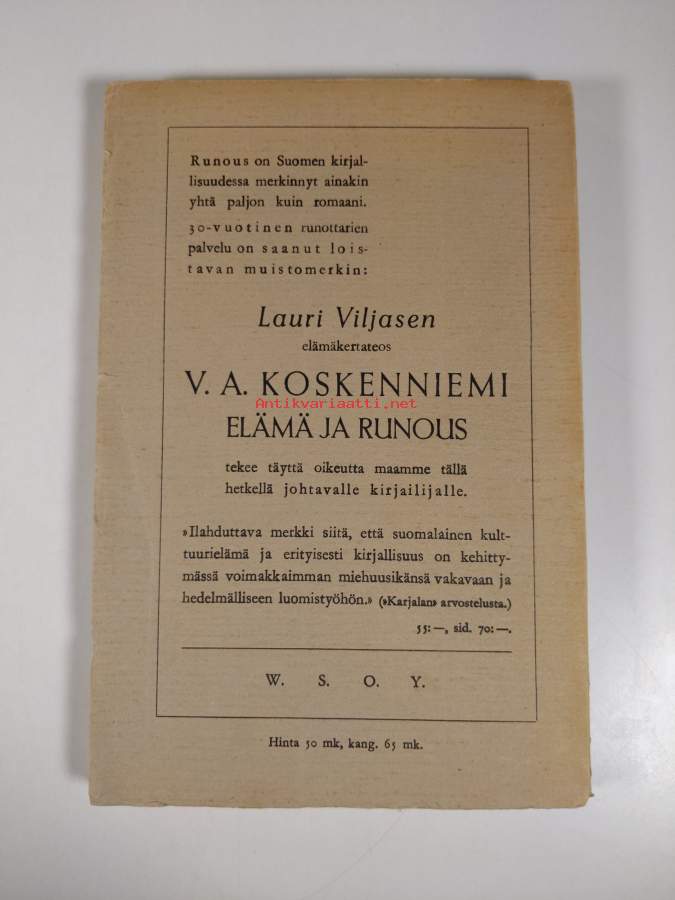 Runous on Suomen kirjal-
lisuudessa merkinnyt ainakin
yhtä paljon kuin romaani.
30-vuotinen runottarien
palvelu on saanut lois-
tavan muistomerkin:
Lauri Viljasen
elämäkertateos
V. A. KOSKENNIEMI
Antikvariaatti.net
ELÄMÄ JA RUNOUS
tekee täyttä oikeutta maamme tällä
hetkellä johtavalle kirjailijalle.
»Ilahduttava merkki siitä, että suomalainen kult-
tuurielämä ja erityisesti kirjallisuus on kehitty-
mässä voimakkaimman miehuusikänsä vakavaan ja
hedelmälliseen luomistyöhön.» (»Karjalan» arvostelusta.)
55:—, sid. 70:—.
W. S. O. Y.
Hinta 50 mk, kang. 65 mk.